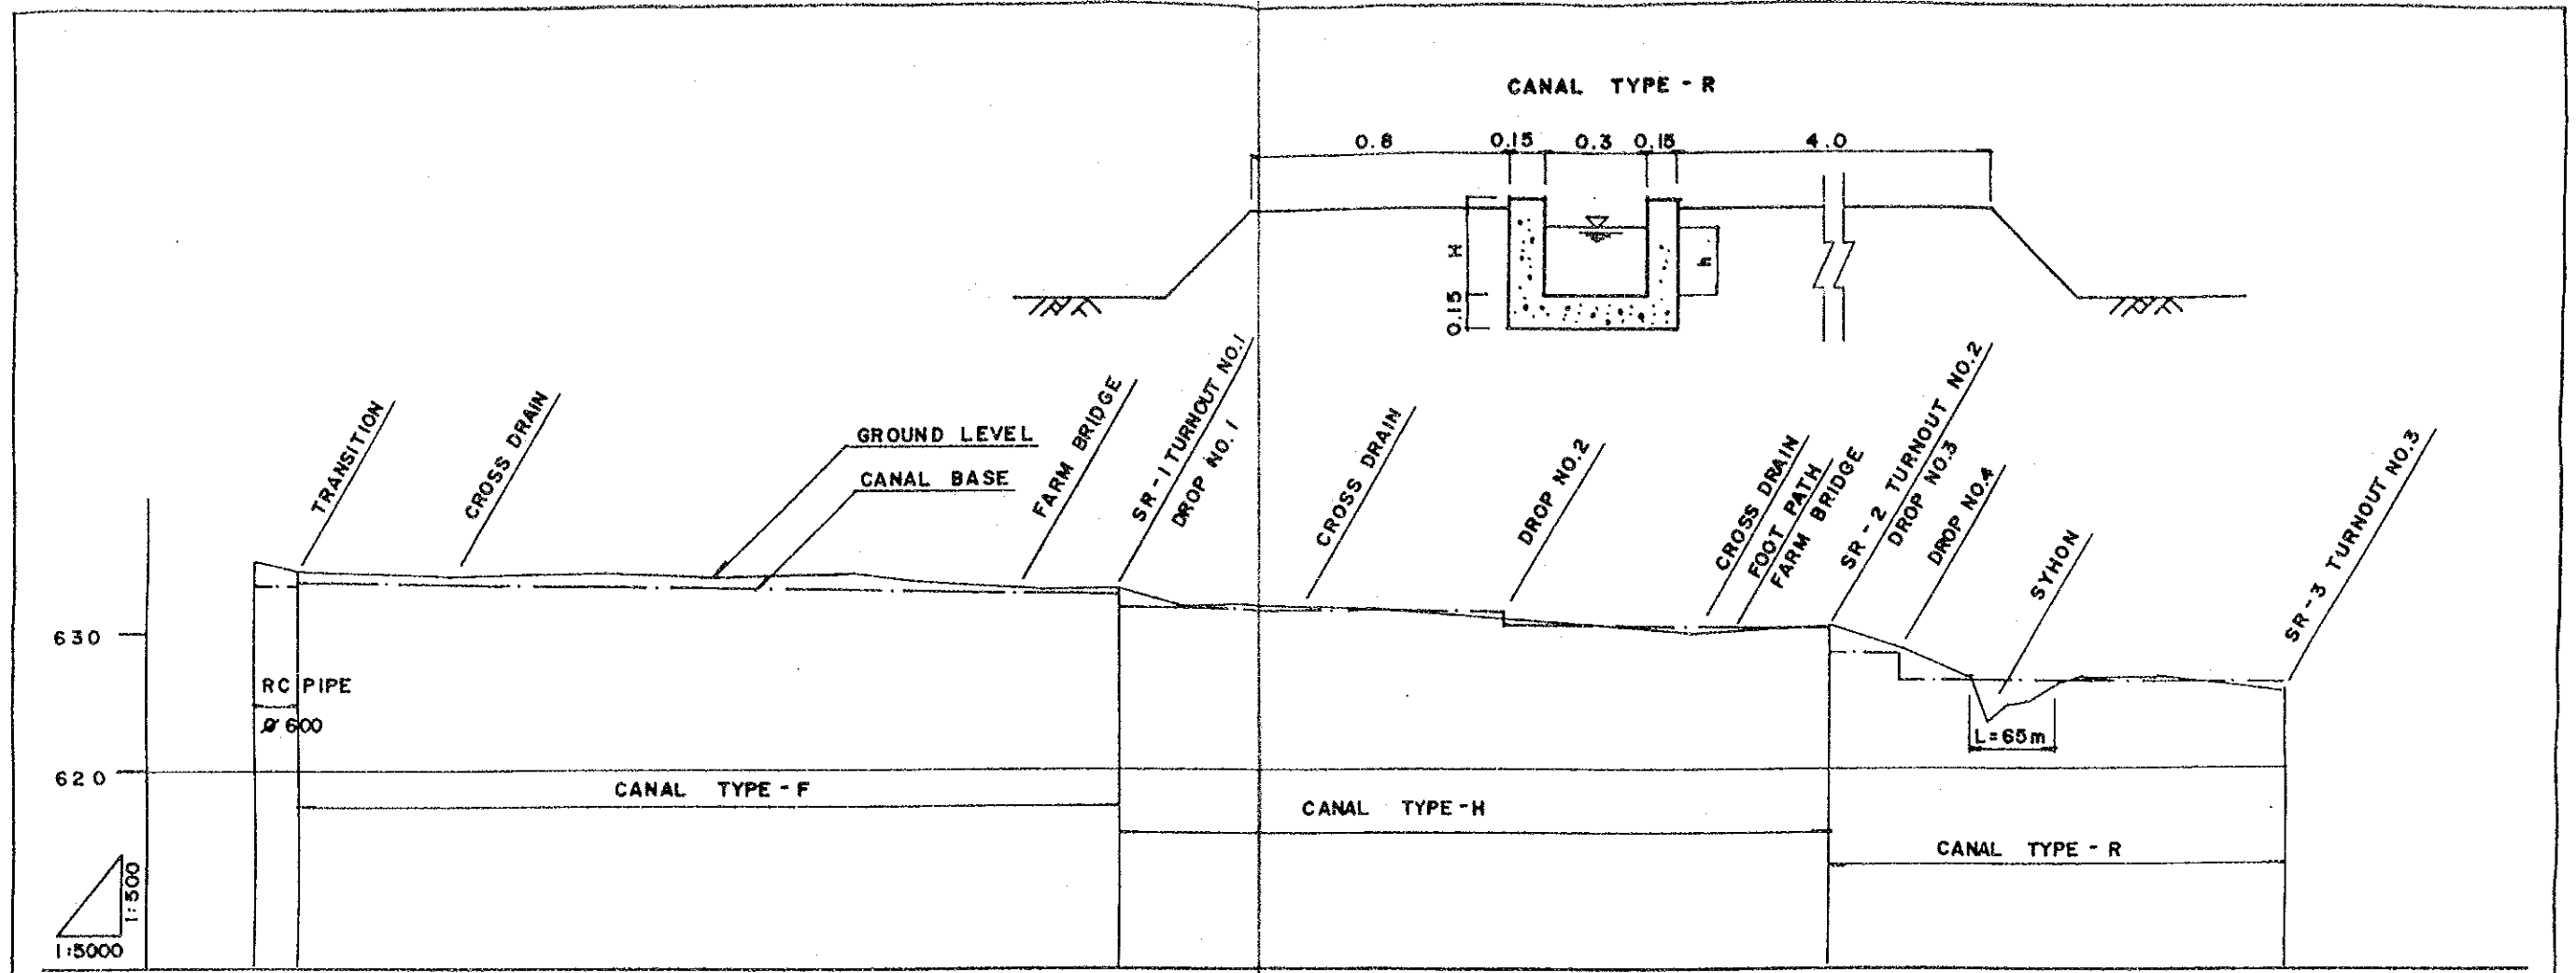 CANAL TYPE - R
0.8 0.15 0.3 0.15 4.0
H
h
0.15
TRANSITION
CROSS DRAIN
GROUND LEVEL
CANAL BASE
FARM BRIDGE
SR-1 TURNOUT NO.1
DROP NO.1
CROSS DRAIN
DROP NO.2
CROSS DRAIN
FOOT PATH
FARM BRIDGE
SR-2 TURNOUT NO.2
DROP NO.3
DROP NO.4
SYHON
SR-3 TURNOUT NO.3
630
RC PIPE
Ø 600
L=65m
620
CANAL TYPE - F
CANAL TYPE - H
CANAL TYPE - R
1:500
1:5000